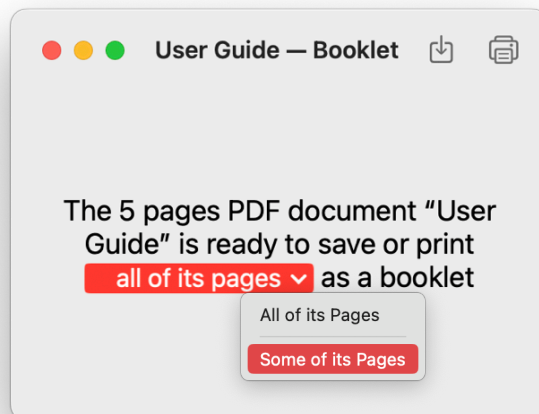 User Guide — Booklet
The 5 pages PDF document “User
Guide” is ready to save or print
all of its pages as a booklet
All of its Pages
Some of its Pages